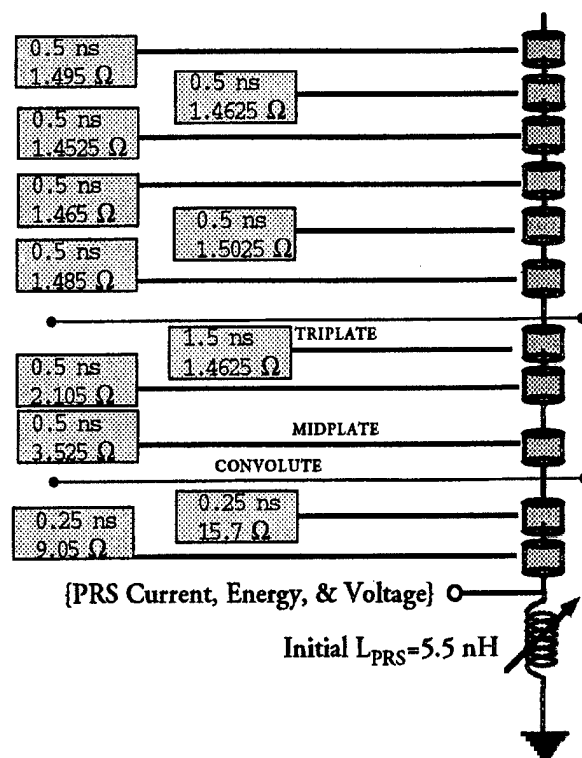 0.5 ns
1.495 Ω
0.5 ns
1.4625 Ω
0.5 ns
1.4525 Ω
0.5 ns
1.465 Ω
0.5 ns
1.5025 Ω
0.5 ns
1.485 Ω
1.5 ns
1.4625 Ω
TRIPLATE
0.5 ns
2.105 Ω
0.5 ns
3.525 Ω
MIDPLATE
CONVOLUTE
0.25 ns
15.7 Ω
0.25 ns
9.05 Ω
{PRS Current, Energy, & Voltage}
Initial LPRS=5.5 nH